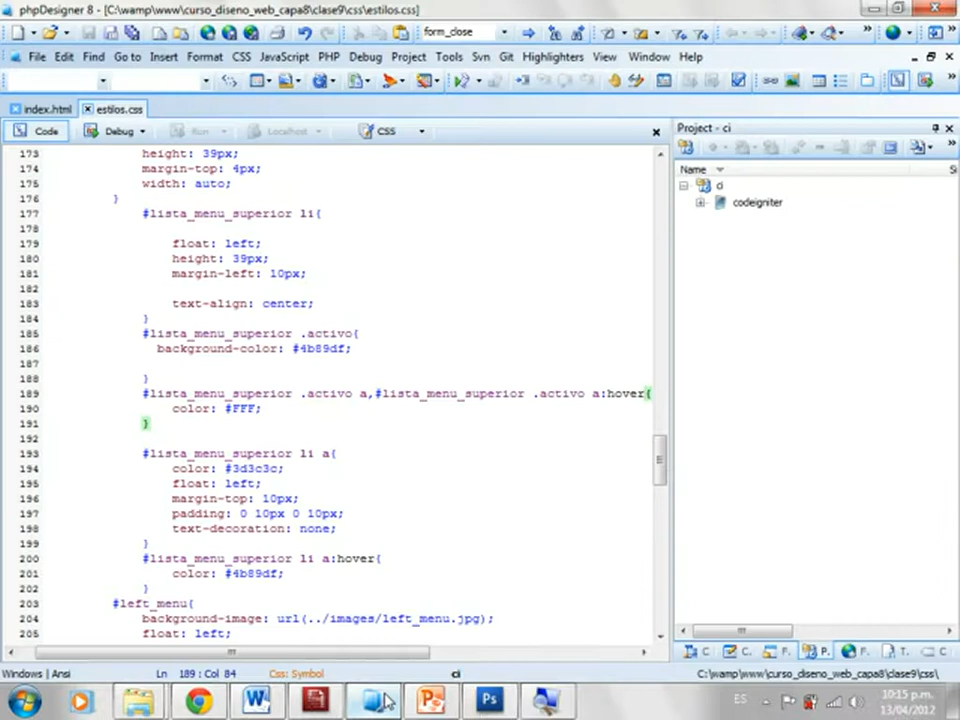 phpDesigner 8 - [C:\wamp\www\curso_diseno_web_capa8\clase9\css\estilos.css]
form_close
File Edit Find Go to Insert Format CSS JavaScript PHP Debug Project Tools Svn Git Highlighters View Window Help
index.html estilos.css
Code Debug Run Localhost CSS
Project - ci
Name S
ci
codeigniter
173 height: 39px;
174 margin-top: 4px;
175 width: auto;
176 }
177 #lista_menu_superior li{
178
179 float: left;
180 height: 39px;
181 margin-left: 10px;
182
183 text-align: center;
184 }
185 #lista_menu_superior .activo{
186 background-color: #4b89df;
187
188 }
189 #lista_menu_superior .activo a,#lista_menu_superior .activo a:hover{
190 color: #FFF;
191 }
192
193 #lista_menu_superior li a{
194 color: #3d3c3c;
195 float: left;
196 margin-top: 10px;
197 padding: 0 10px 0 10px;
198 text-decoration: none;
199 }
200 #lista_menu_superior li a:hover{
201 color: #4b89df;
202 }
203 #left_menu{
204 background-image: url(../images/left_menu.jpg);
205 float: left;
C C. F. P. F. T. C
Windows | Ansi Ln 189 : Col 84 Css: Symbol ci C:\wamp\www\curso_diseno_web_capa8\clase9\css\
ES 10:15 p.m.
13/04/2012